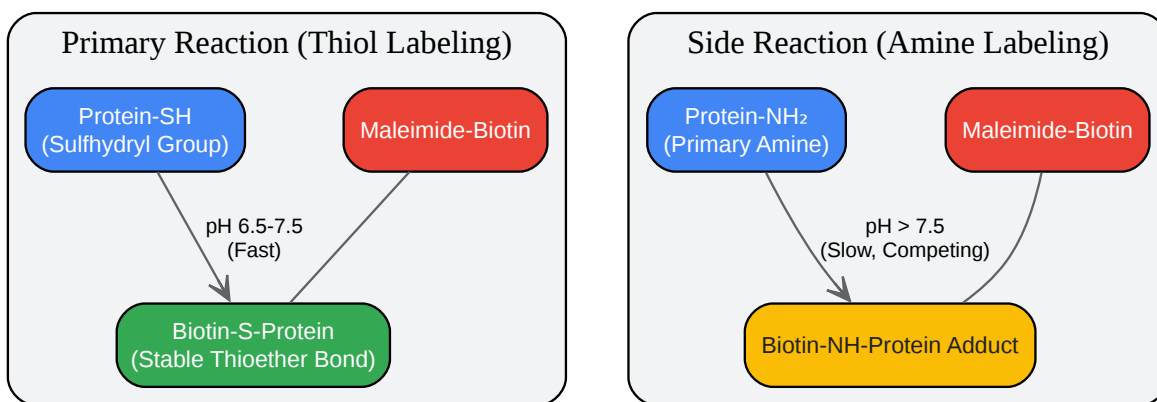 Primary Reaction (Thiol Labeling)
Protein-SH
(Sulfhydryl Group)
Maleimide-Biotin
pH 6.5-7.5
(Fast)
Biotin-S-Protein
(Stable Thioether Bond)
Side Reaction (Amine Labeling)
Protein-NH₂
(Primary Amine)
Maleimide-Biotin
pH > 7.5
(Slow, Competing)
Biotin-NH-Protein Adduct